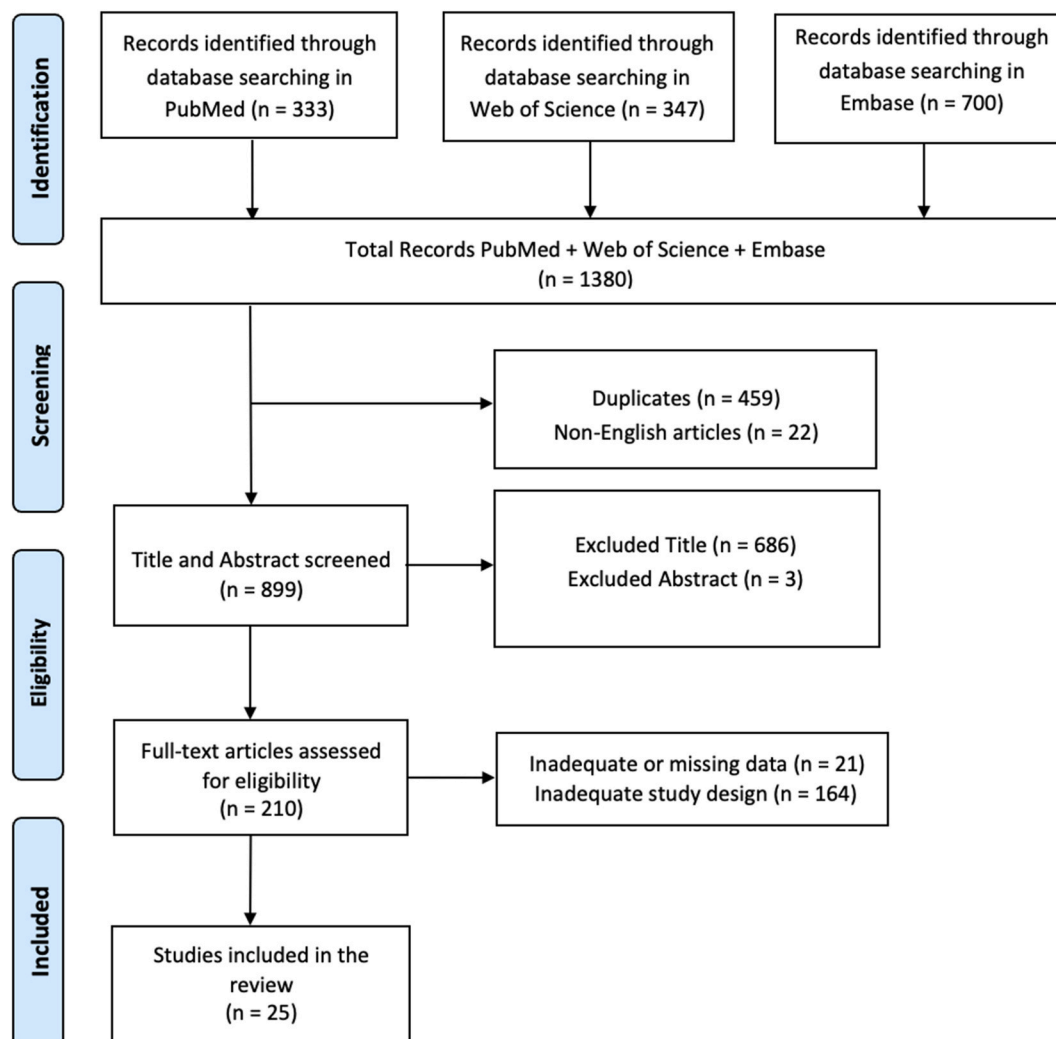 Identification
Records identified through
database searching in
PubMed (n = 333)
Records identified through
database searching in
Web of Science (n = 347)
Records identified through
database searching in
Embase (n = 700)
Total Records PubMed + Web of Science + Embase
(n = 1380)
Screening
Duplicates (n = 459)
Non-English articles (n = 22)
Title and Abstract screened
(n = 899)
Excluded Title (n = 686)
Excluded Abstract (n = 3)
Eligibility
Full-text articles assessed
for eligibility
(n = 210)
Inadequate or missing data (n = 21)
Inadequate study design (n = 164)
Included
Studies included in the
review
(n = 25)